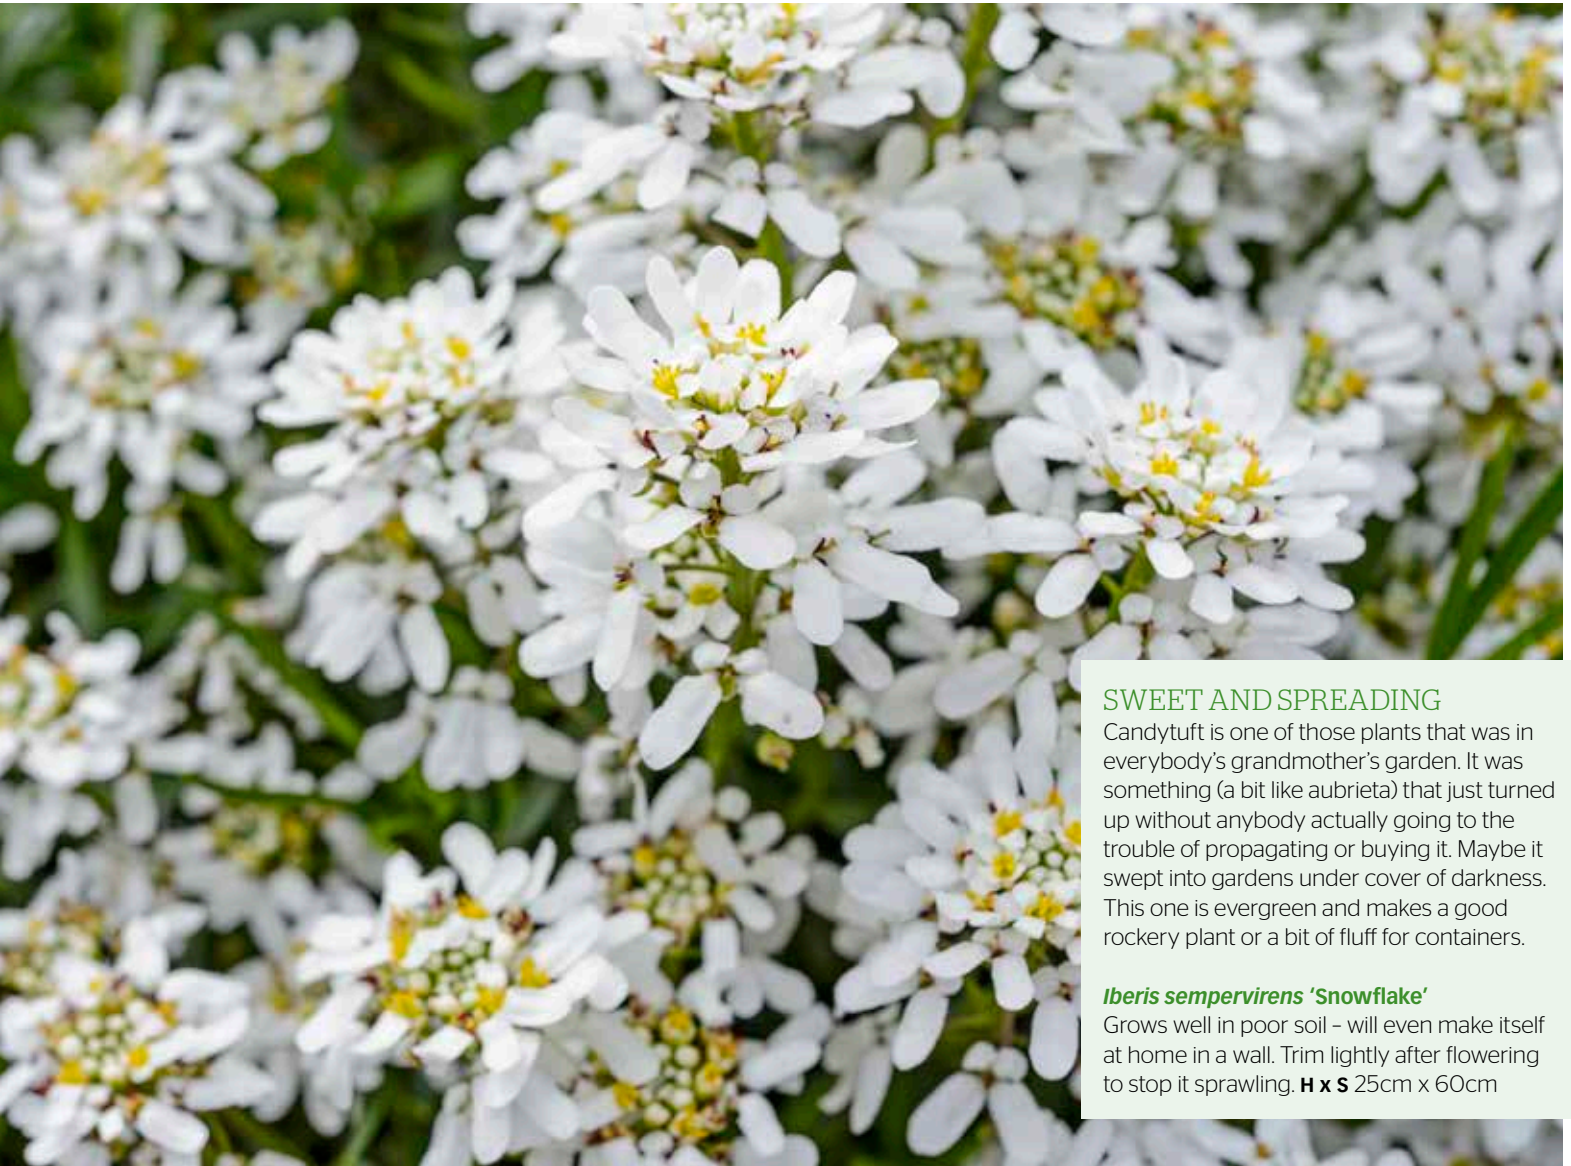 SWEET AND SPREADING
Candytuft is one of those plants that was in
everybody’s grandmother’s garden. It was
something (a bit like aubrieta) that just turned
up without anybody actually going to the
trouble of propagating or buying it. Maybe it
swept into gardens under cover of darkness.
This one is evergreen and makes a good
rockery plant or a bit of fluff for containers.
Iberis sempervirens ‘Snowflake’
Grows well in poor soil – will even make itself
at home in a wall. Trim lightly after flowering
to stop it sprawling. H x S 25cm x 60cm